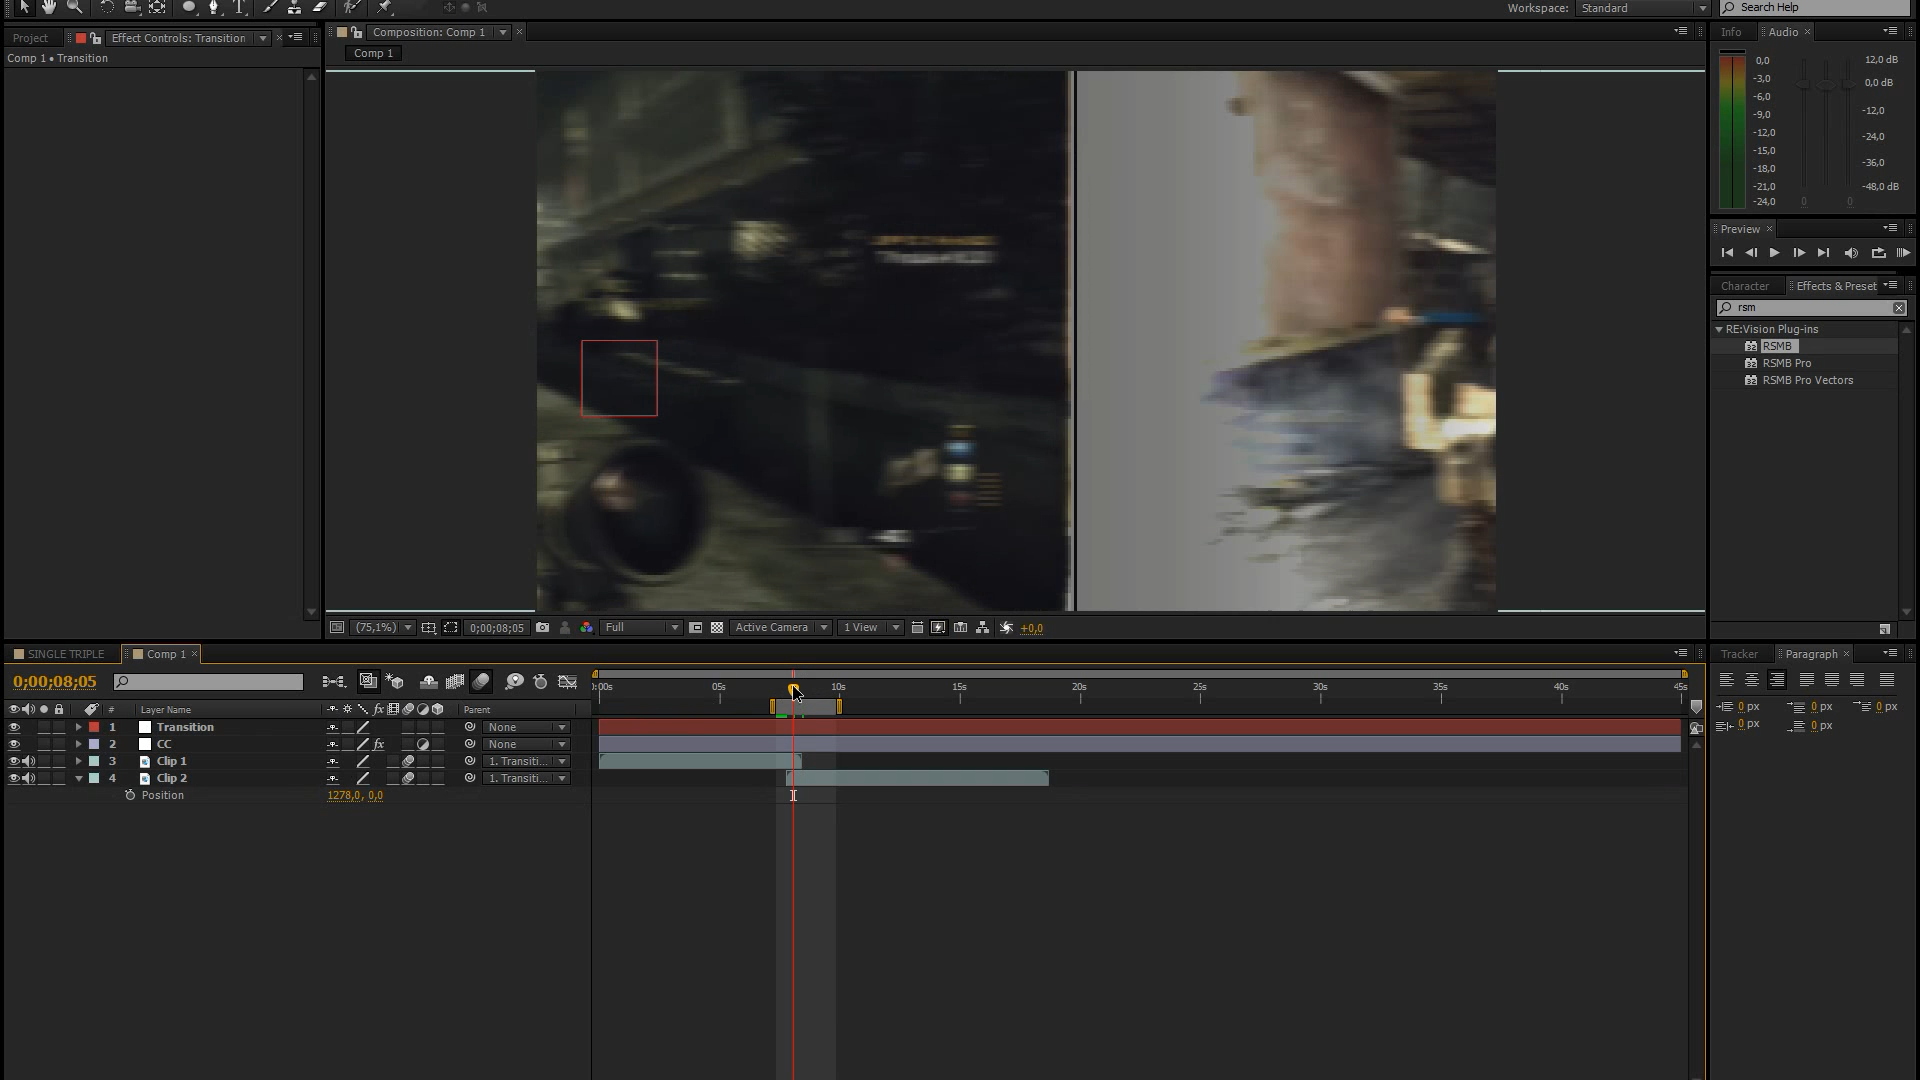 Workspace: Standard Search Help
Project Effect Controls: Transition
Comp 1 • Transition
Composition: Comp 1
Comp 1
(75,1%) 0;00;08;05 Full Active Camera 1 View +0,0
Info Audio
0,0 12,0 dB
-3,0 0,0 dB
-6,0
-9,0 -12,0
-12,0 -24,0
-15,0
-18,0 -36,0
-21,0 -48,0 dB
-24,0 0 0
Preview
Character Effects & Preset
rsm
RE:Vision Plug-ins
32 RSMB
32 RSMB Pro
32 RSMB Pro Vectors
SINGLE TRIPLE Comp 1
0;00;08;05
):00s 05s 10s 15s 20s 25s 30s 35s 40s 45s
# Layer Name fx Parent
1 Transition None
2 CC fx None
3 Clip 1 1. Transiti...
4 Clip 2 1. Transiti...
Position 1278,0, 0,0
Tracker Paragraph
0 px 0 px 0 px
0 px 0 px